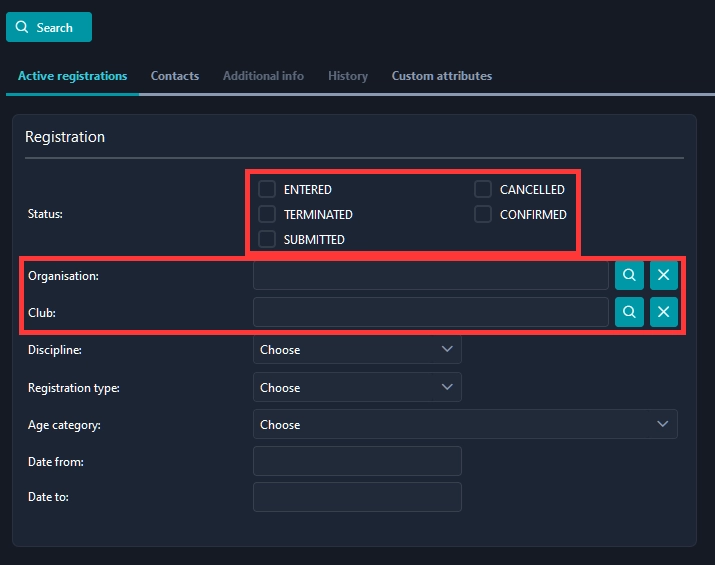 Search
Active registrations Contacts Additional info History Custom attributes
Registration
Status:
ENTERED CANCELLED
TERMINATED CONFIRMED
SUBMITTED
Organisation:
Club:
Discipline: Choose
Registration type: Choose
Age category: Choose
Date from:
Date to: